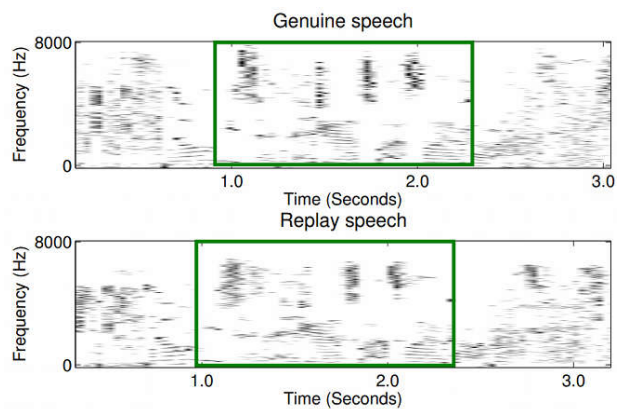 Genuine speech
8000
Frequency (Hz)
0
1.0 2.0 3.0
Time (Seconds)
Replay speech
8000
Frequency (Hz)
0
1.0 2.0 3.0
Time (Seconds)